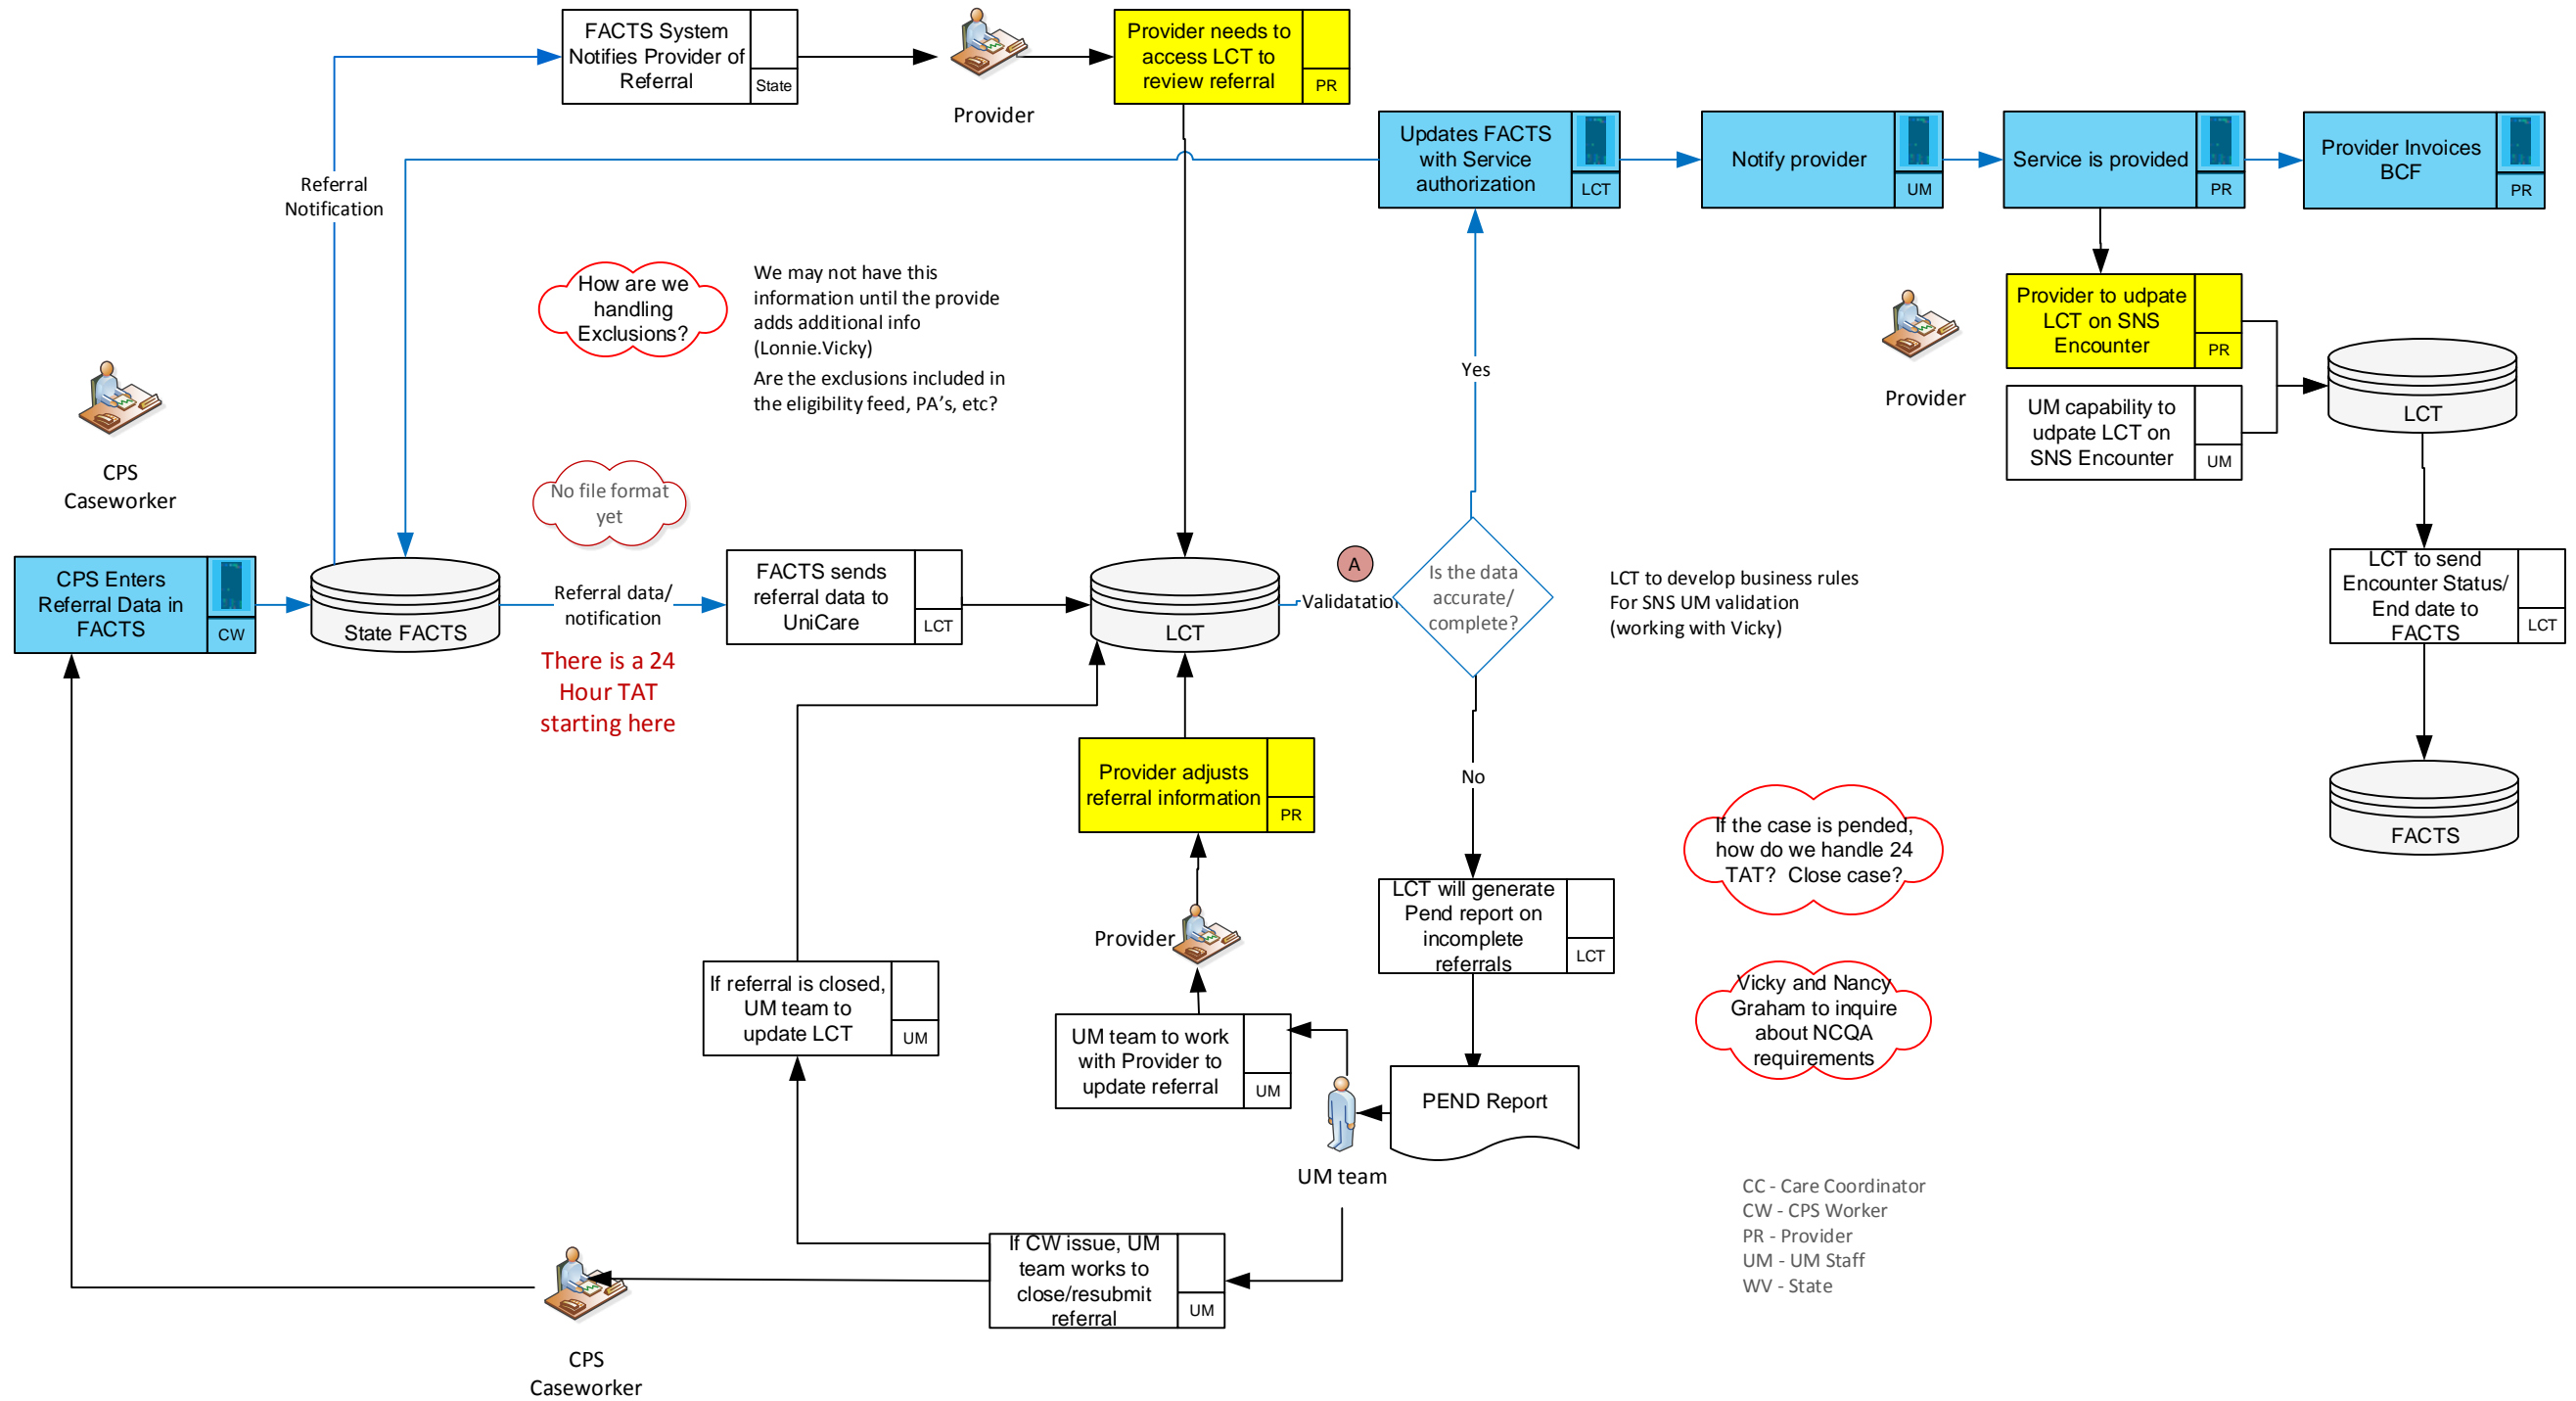 FACTS System
Notifies Provider of
Referral
State
Provider
Provider needs to
access LCT to
review referral
PR
Updates FACTS
with Service
authorization
LCT
Notify provider
UM
Service is provided
PR
Provider Invoices
BCF
PR
Referral
Notification
How are we
handling
Exclusions?
We may not have this
information until the provide
adds additional info
(Lonnie.Vicky)
Are the exclusions included in
the eligibility feed, PA's, etc?
Yes
Provider
Provider to udpate
LCT on SNS
Encounter
PR
UM capability to
udpate LCT on
SNS Encounter
UM
LCT
CPS
Caseworker
No file format
yet
CPS Enters
Referral Data in
FACTS
CW
State FACTS
Referral data/
notification
There is a 24
Hour TAT
starting here
FACTS sends
referral data to
UniCare
LCT
LCT
A
Validatation
Is the data
accurate/
complete?
LCT to develop business rules
For SNS UM validation
(working with Vicky)
LCT to send
Encounter Status/
End date to
FACTS
LCT
FACTS
No
Provider adjusts
referral information
PR
Provider
If the case is pended,
how do we handle 24
TAT?  Close case?
LCT will generate
Pend report on
incomplete
referrals
LCT
Vicky and Nancy
Graham to inquire
about NCQA
requirements
If referral is closed,
UM team to
update LCT
UM
UM team to work
with Provider to
update referral
UM
PEND Report
UM team
If CW issue, UM
team works to
close/resubmit
referral
UM
CPS
Caseworker
CC - Care Coordinator
CW - CPS Worker
PR - Provider
UM - UM Staff
WV - State